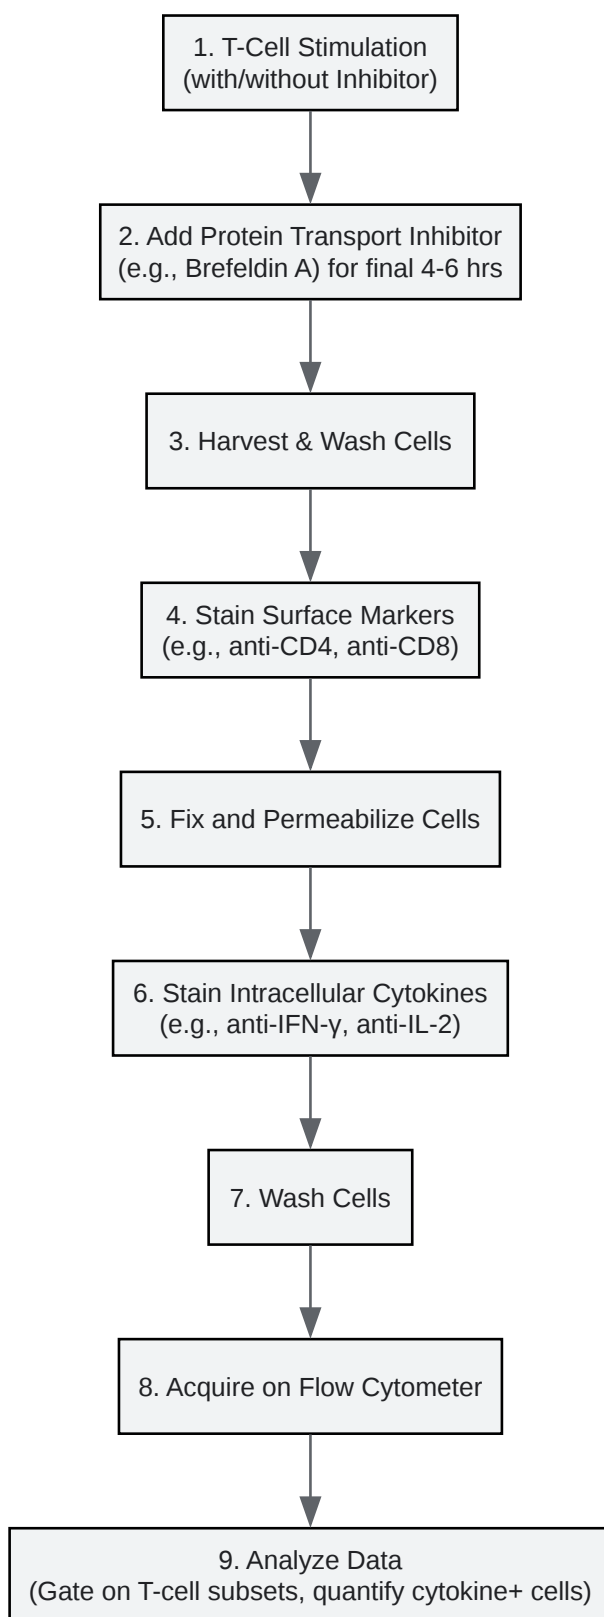 1. T-Cell Stimulation
(with/without Inhibitor)
2. Add Protein Transport Inhibitor
(e.g., Brefeldin A) for final 4-6 hrs
3. Harvest & Wash Cells
4. Stain Surface Markers
(e.g., anti-CD4, anti-CD8)
5. Fix and Permeabilize Cells
6. Stain Intracellular Cytokines
(e.g., anti-IFN-γ, anti-IL-2)
7. Wash Cells
8. Acquire on Flow Cytometer
9. Analyze Data
(Gate on T-cell subsets, quantify cytokine+ cells)